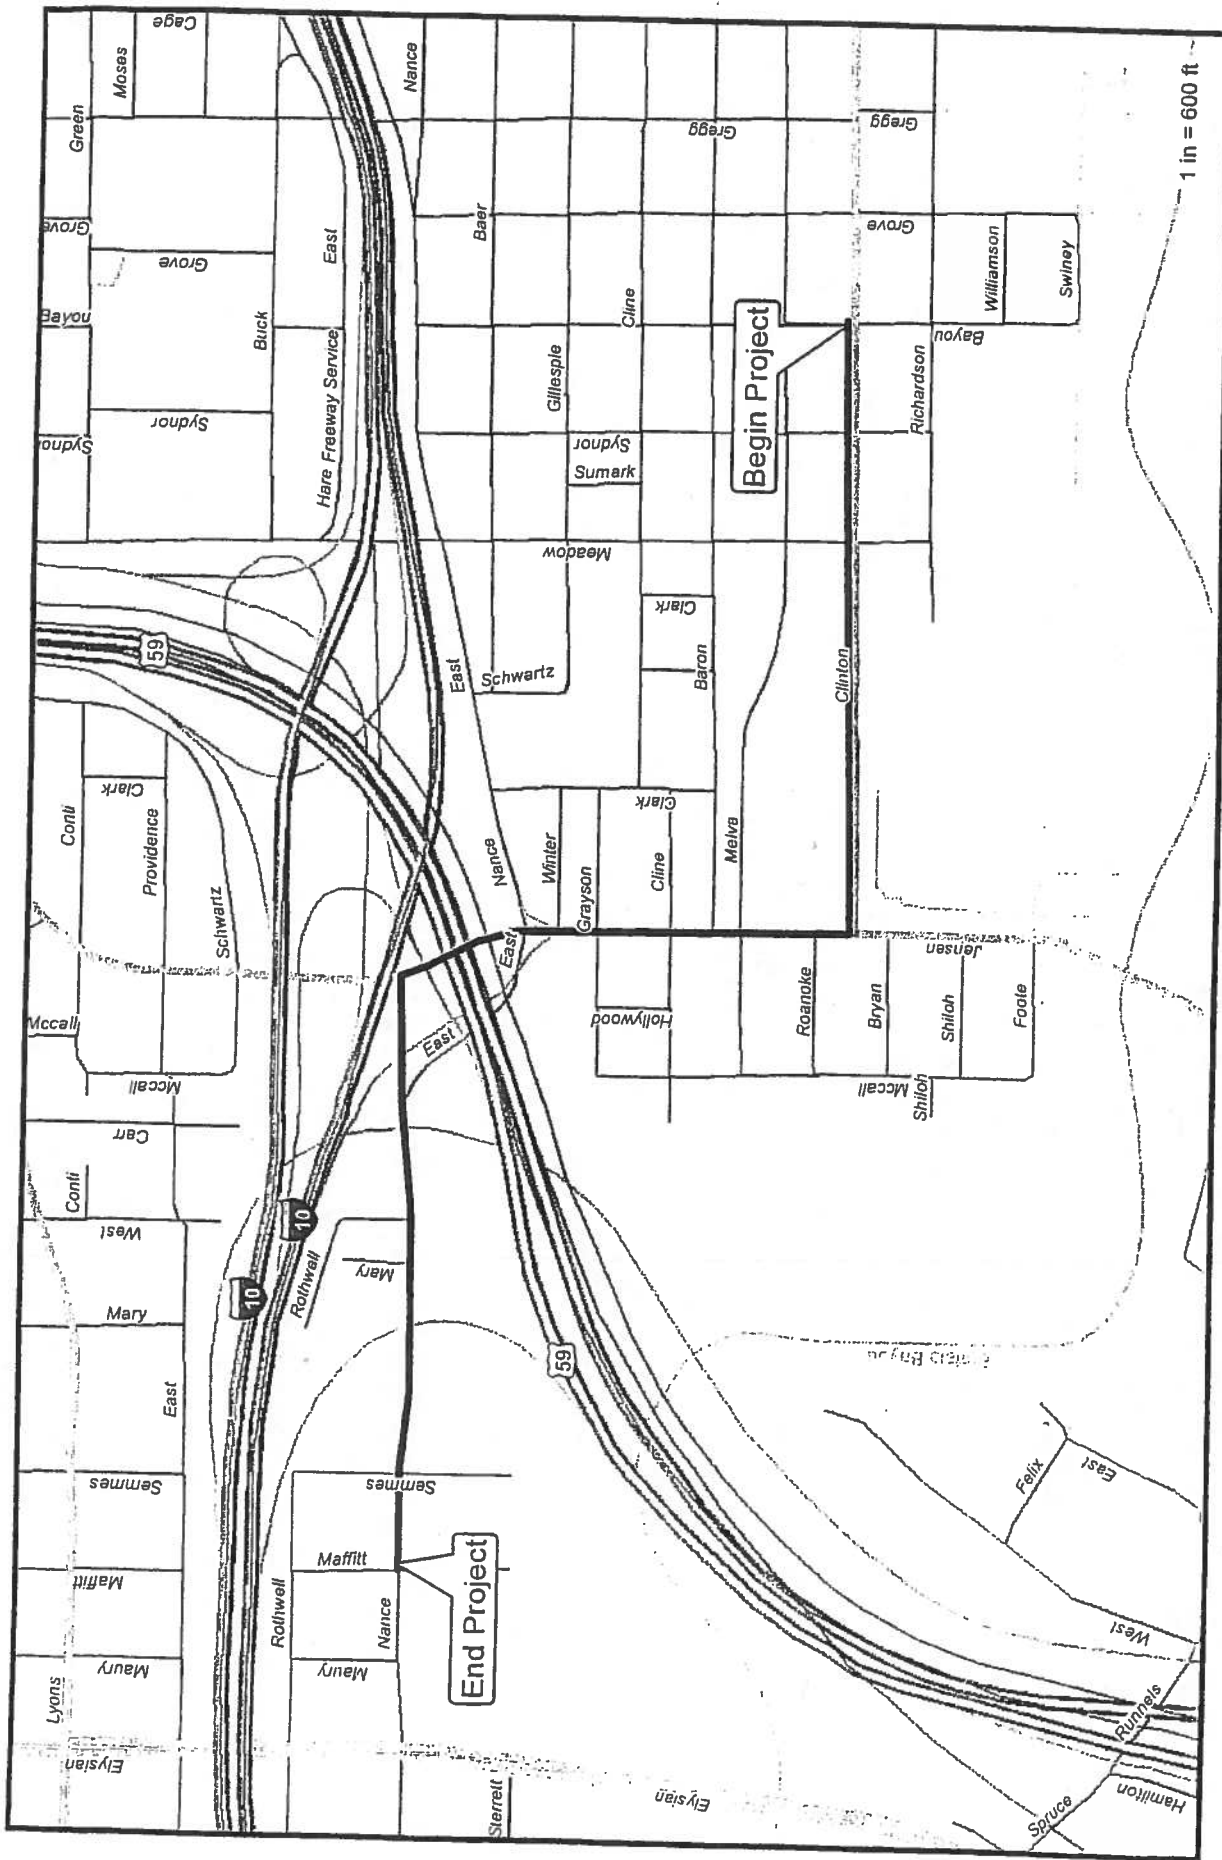 Lyons
Elysian
Maury
Maffitt
Semmes
East
Mary
West
Conti
Carr
Mccall
Mccall
Schwartz
Providence
Conti
Clark
59
Sydnor
Sydnor
Bayou
Grove
Grove
Green
Moses
Cage
Buck
Hare Freeway Service
East
Nance
Rothwell
Maffitt
Nance
Maury
Semmes
10
10
Rothwell
Mary
East
East
Nance
East
Schwartz
Winter
Grayson
Cline
Clark
Hollywood
Melva
Baron
Clark
Meadow
Sumark
Sydnor
Gillespie
Cline
Baer
Gregg
Gregg
Grove
Begin Project
End Project
Clinton
Richardson
Bayou
Williamson
Swiney
Jensen
Roanoke
Bryan
Shiloh
Foote
Mccall
Shiloh
59
Bayou
Sterrett
Elysian
Felix
East
West
Runnels
Hamilton
Spruce
1 in = 600 ft